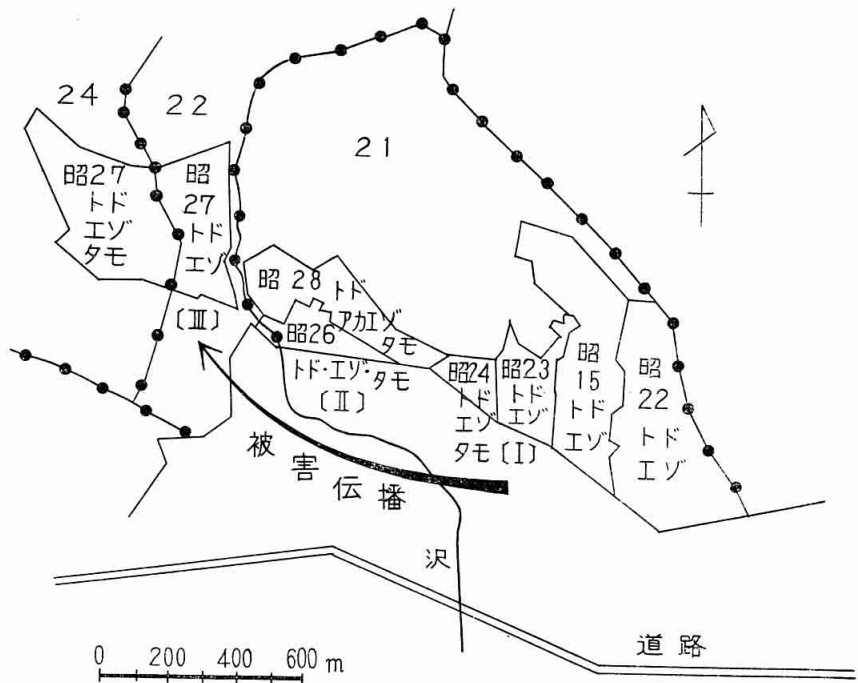 24
22
21
昭27
トド
エゾ
タモ
昭
27
トド
エゾ
昭28
トド
アカエゾ
タモ
昭26
トド・エゾ・タモ
昭24
トド
エゾ
タモ
昭23
トド
エゾ
昭
15
トド
エゾ
昭
22
トド
エゾ
〔III〕
〔II〕
〔I〕
被害伝播
沢
道路
0 200 400 600 m